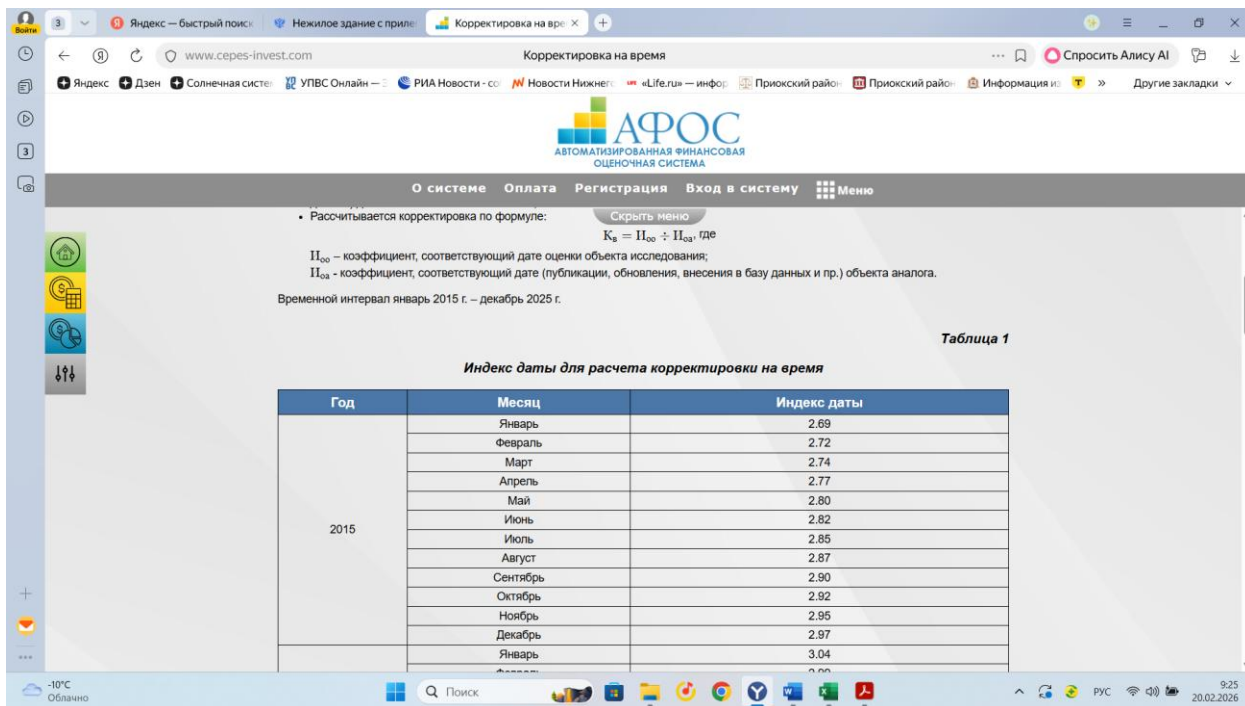 Войти
3
Яндекс — быстрый поиск
Нежилое здание с приле
Корректировка на вре
www.cepes-invest.com
Корректировка на время
Спросить Алису AI
Яндекс
Дзен
Солнечная систе
УПВС Онлайн —
РИА Новости - со
Новости Нижнег
«Life.ru» — инфор
Приокский район
Приокский район
Информация из
»
Другие закладки
3
АФОС
АВТОМАТИЗИРОВАННАЯ ФИНАНСОВАЯ
ОЦЕНОЧНАЯ СИСТЕМА
О системе Оплата Регистрация Вход в систему Меню
• Рассчитывается корректировка по формуле:
Скрыть меню
Кв = Иоо ÷ Иоа, где
Иоо – коэффициент, соответствующий дате оценки объекта исследования;
Иоа - коэффициент, соответствующий дате (публикации, обновления, внесения в базу данных и пр.) объекта аналога.
Временной интервал январь 2015 г. – декабрь 2025 г.
Таблица 1
Индекс даты для расчета корректировки на время
Год Месяц Индекс даты
2015
Январь 2.69
Февраль 2.72
Март 2.74
Апрель 2.77
Май 2.80
Июнь 2.82
Июль 2.85
Август 2.87
Сентябрь 2.90
Октябрь 2.92
Ноябрь 2.95
Декабрь 2.97
Январь 3.04
-10°C
Облачно
Поиск
РУС
9:25
20.02.2026